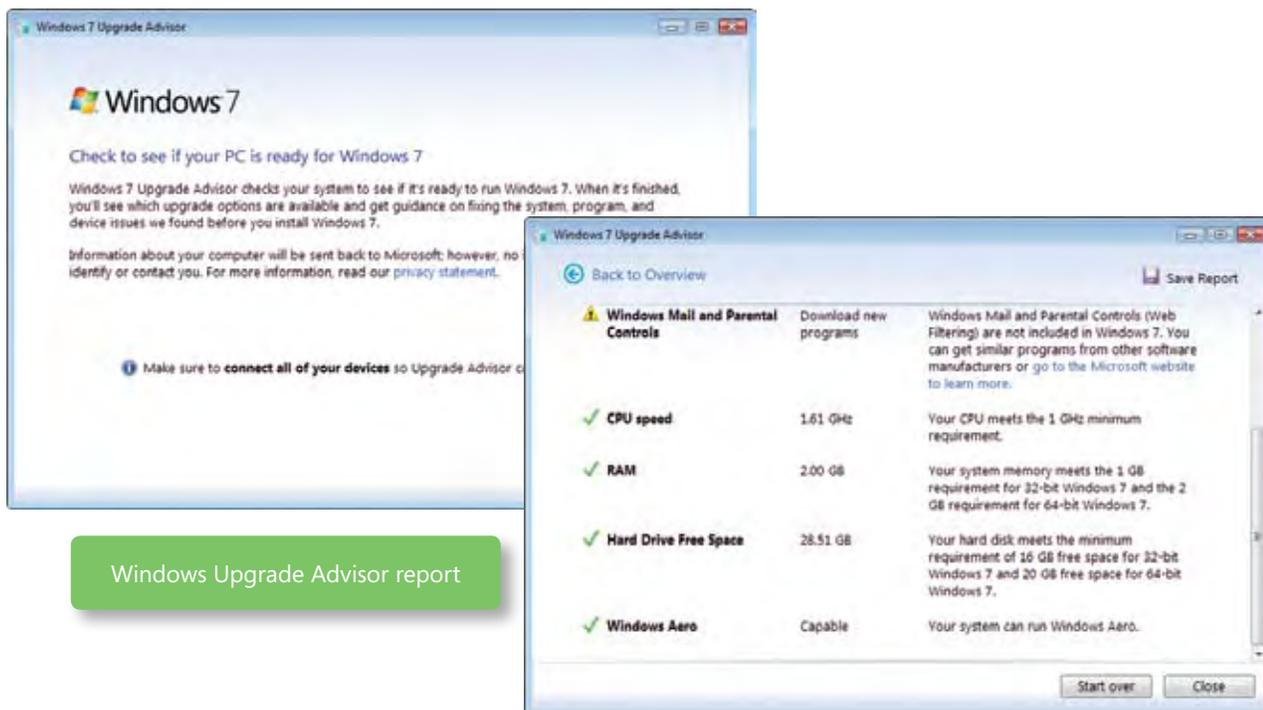 Windows 7 Upgrade Advisor
Windows 7
Check to see if your PC is ready for Windows 7
Windows 7 Upgrade Advisor checks your system to see if it's ready to run Windows 7. When it's finished,
you'll see which upgrade options are available and get guidance on fixing the system, program, and
device issues we found before you install Windows 7.
Information about your computer will be sent back to Microsoft; however, no
identify or contact you. For more information, read our privacy statement.
Make sure to connect all of your devices so Upgrade Advisor
Windows Upgrade Advisor report
Windows 7 Upgrade Advisor
Back to Overview
Save Report
Windows Mail and Parental
Controls
Download new
programs
Windows Mail and Parental Controls (Web
Filtering) are not included in Windows 7. You
can get similar programs from other software
manufacturers or go to the Microsoft website
to learn more.
CPU speed
1.61 GHz
Your CPU meets the 1 GHz minimum
requirement.
RAM
2.00 GB
Your system memory meets the 1 GB
requirement for 32-bit Windows 7 and the 2
GB requirement for 64-bit Windows 7.
Hard Drive Free Space
28.51 GB
Your hard disk meets the minimum
requirement of 16 GB free space for 32-bit
Windows 7 and 20 GB free space for 64-bit
Windows 7.
Windows Aero
Capable
Your system can run Windows Aero.
Start over
Close